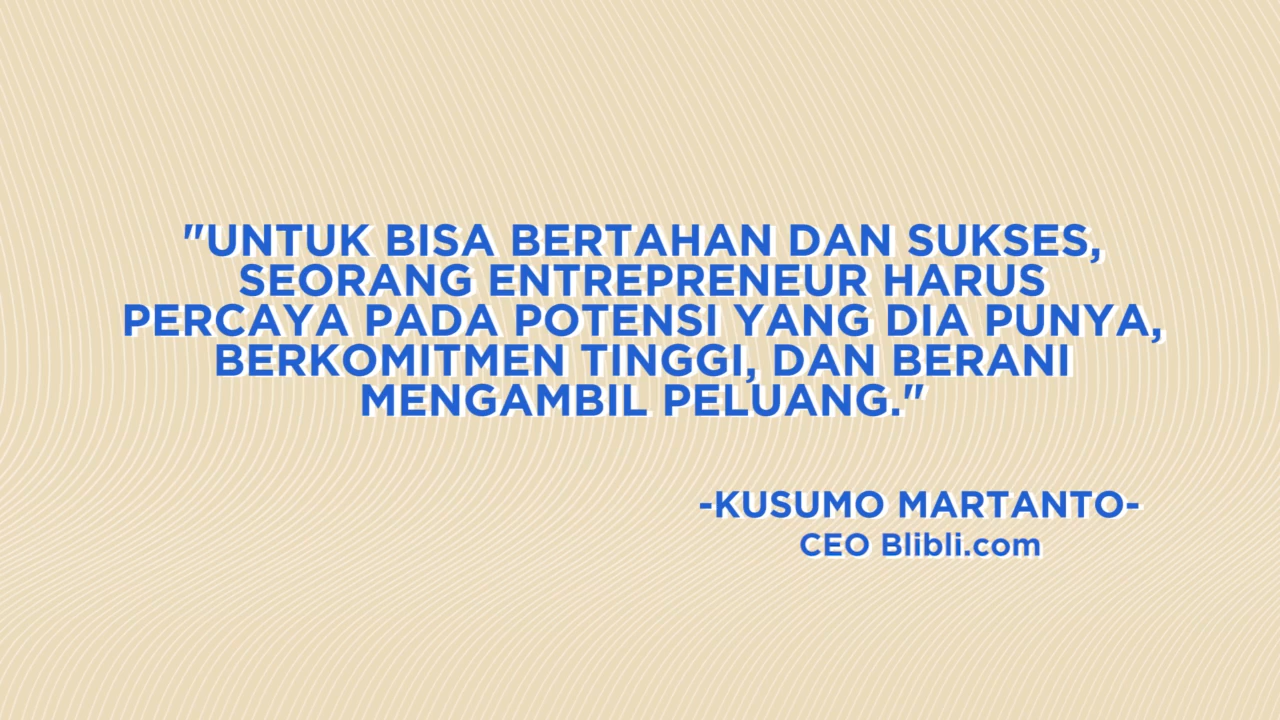 "UNTUK BISA BERTAHAN DAN SUKSES,
SEORANG ENTREPRENEUR HARUS
PERCAYA PADA POTENSI YANG DIA PUNYA,
BERKOMITMEN TINGGI, DAN BERANI
MENGAMBIL PELUANG."
-KUSUMO MARTANTO-
CEO Blibli.com